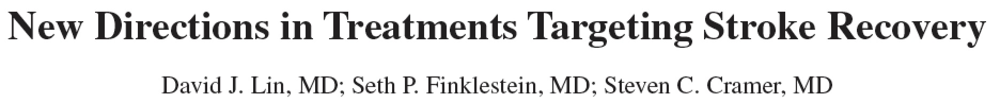 New Directions in Treatments Targeting Stroke Recovery
David J. Lin, MD; Seth P. Finklestein, MD; Steven C. Cramer, MD